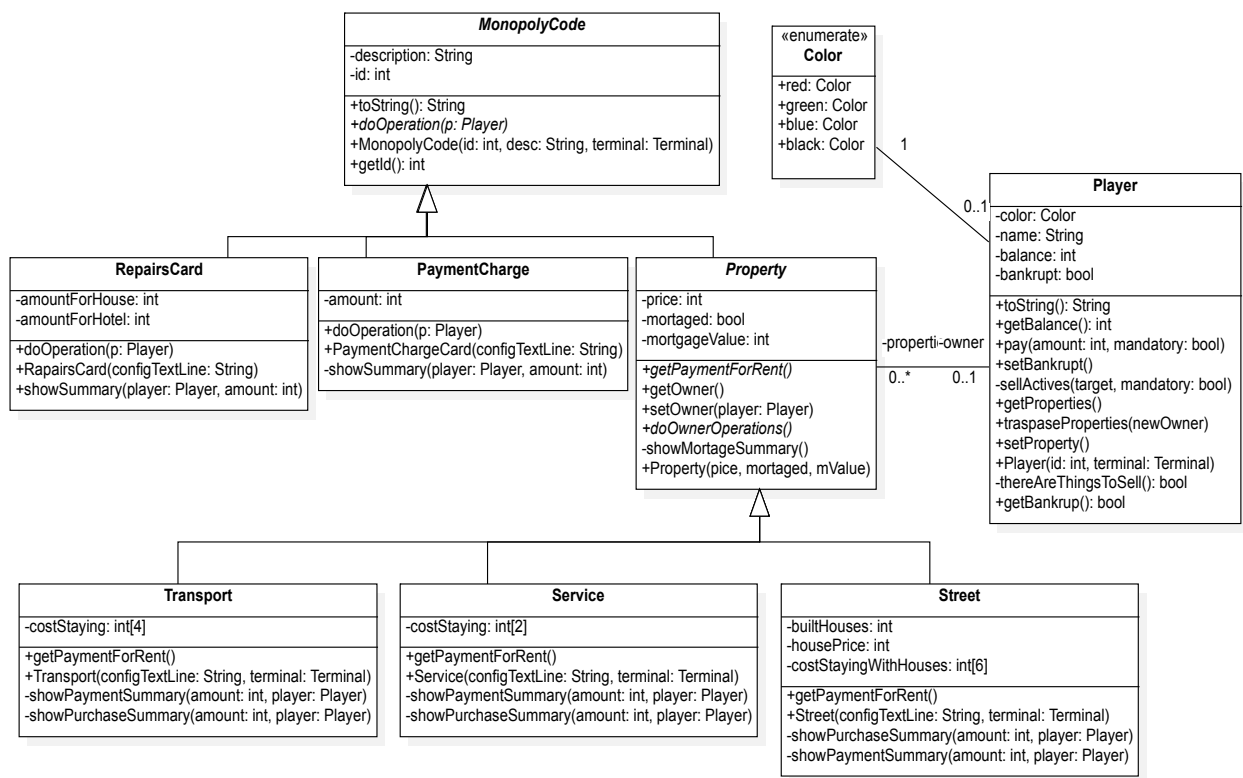 MonopolyCode
-description: String
-id: int
+toString(): String
+doOperation(p: Player)
+MonopolyCode(id: int, desc: String, terminal: Terminal)
+getId(): int
«enumerate»
Color
+red: Color
+green: Color
+blue: Color
+black: Color
1
0..1
Player
-color: Color
-name: String
-balance: int
-bankrupt: bool
+toString(): String
+getBalance(): int
+pay(amount: int, mandatory: bool)
+setBankrupt()
-sellActives(target, mandatory: bool)
+getProperties()
+traspaseProperties(newOwner)
+setProperty()
+Player(id: int, terminal: Terminal)
-thereAreThingsToSell(): bool
+getBankrup(): bool
RepairsCard
-amountForHouse: int
-amountForHotel: int
+doOperation(p: Player)
+RapairsCard(configTextLine: String)
+showSummary(player: Player, amount: int)
PaymentCharge
-amount: int
+doOperation(p: Player)
+PaymentChargeCard(configTextLine: String)
-showSummary(player: Player, amount: int)
Property
-price: int
-mortaged: bool
-mortgageValue: int
+getPaymentForRent()
+getOwner()
+setOwner(player: Player)
+doOwnerOperations()
-showMortageSummary()
+Property(pice, mortaged, mValue)
-properti -owner
0..* 0..1
Transport
-costStaying: int[4]
+getPaymentForRent()
+Transport(configTextLine: String, terminal: Terminal)
-showPaymentSummary(amount: int, player: Player)
-showPurchaseSummary(amount: int, player: Player)
Service
-costStaying: int[2]
+getPaymentForRent()
+Service(configTextLine: String, terminal: Terminal)
-showPaymentSummary(amount: int, player: Player)
-showPurchaseSummary(amount: int, player: Player)
Street
-builtHouses: int
-housePrice: int
-costStayingWithHouses: int[6]
+getPaymentForRent()
+Street(configTextLine: String, terminal: Terminal)
-showPurchaseSummary(amount: int, player: Player)
-showPaymentSummary(amount: int, player: Player)